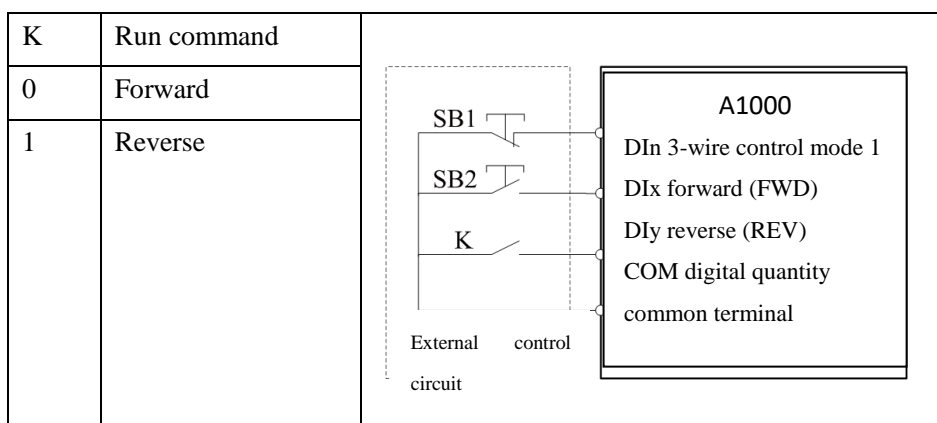 K Run command
0 Forward
1 Reverse
SB1
SB2
K
External control
circuit
A1000
DIn 3-wire control mode 1
DIx forward (FWD)
DIy reverse (REV)
COM digital quantity
common terminal